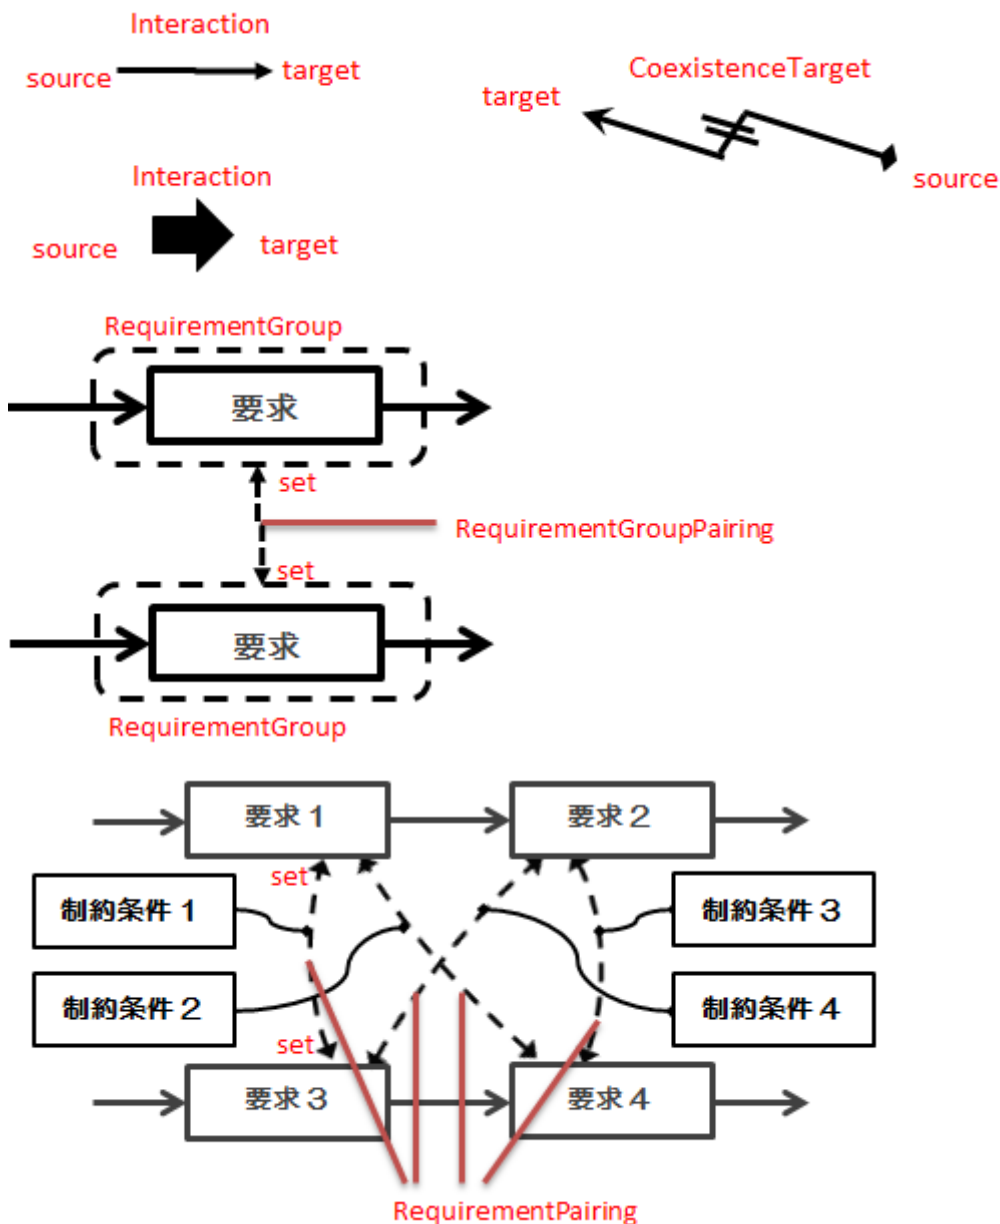 Interaction
source
target
CoexistenceTarget
target
source
Interaction
source
target
RequirementGroup
要求
set
RequirementGroupPairing
set
要求
RequirementGroup
要求１
要求２
set
制約条件１
制約条件３
制約条件２
制約条件４
set
要求３
要求４
RequirementPairing